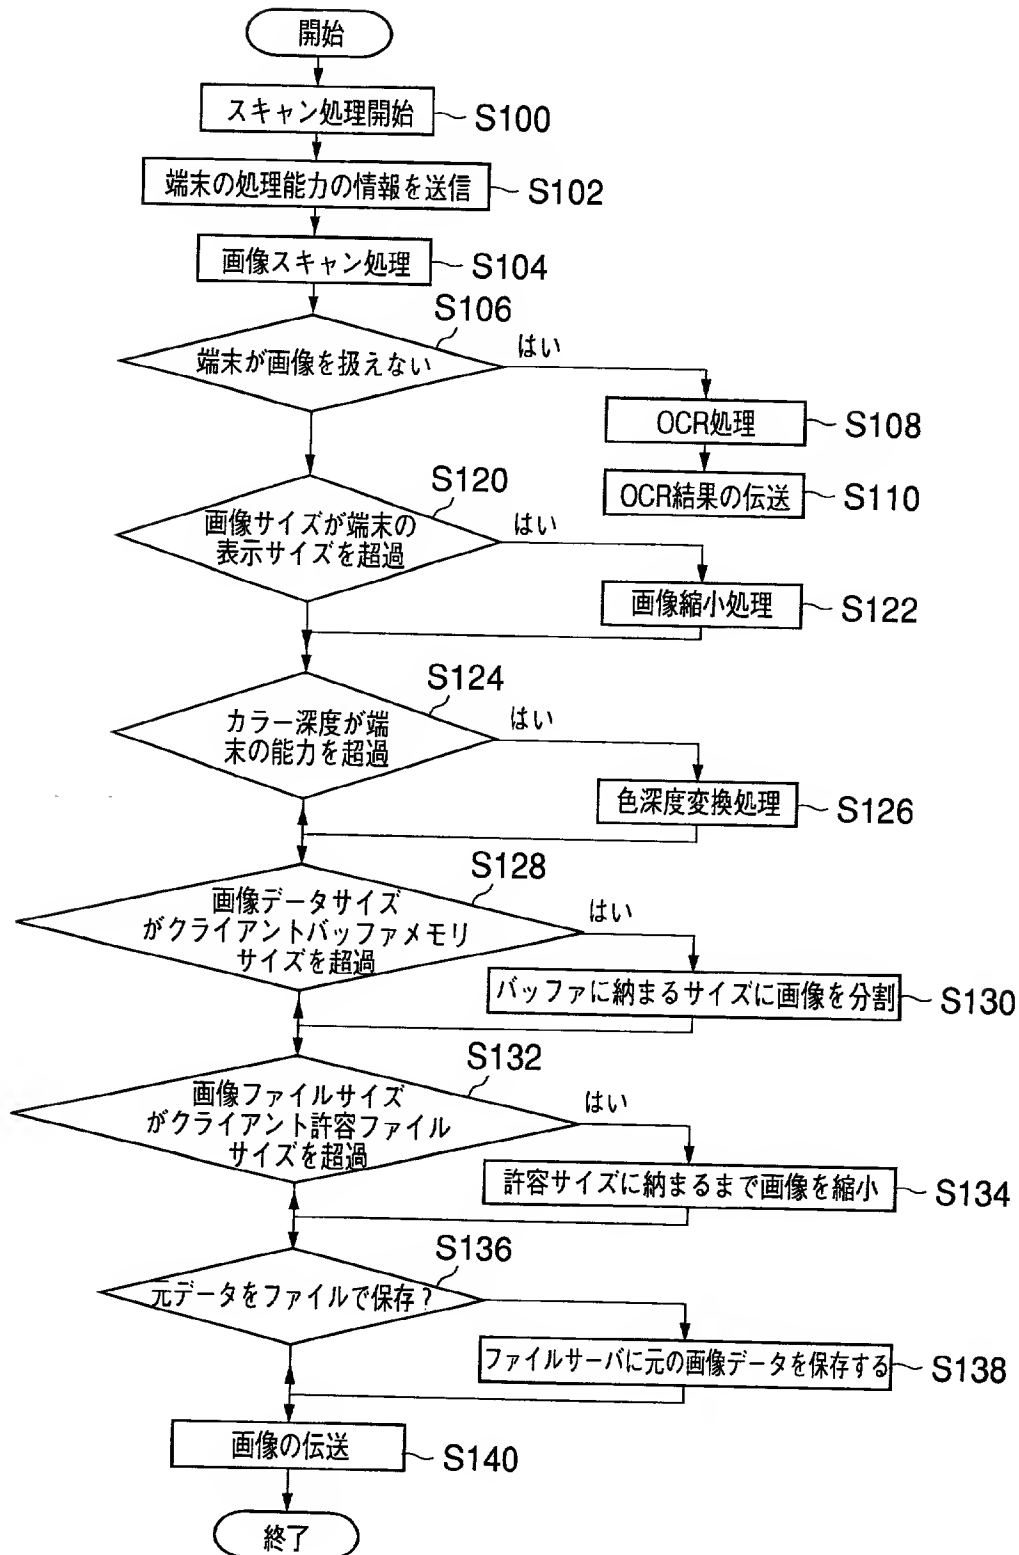 開始
スキャン処理開始
S100
端末の処理能力の情報を送信
S102
画像スキャン処理
S104
S106
端末が画像を扱えない
はい
OCR処理
S108
OCR結果の伝送
S110
S120
画像サイズが端末の
表示サイズを超過
はい
画像縮小処理
S122
S124
カラー深度が端
末の能力を超過
はい
色深度変換処理
S126
S128
画像データサイズ
がクライアントバッファメモリ
サイズを超過
はい
バッファに納まるサイズに画像を分割
S130
S132
画像ファイルサイズ
がクライアント許容ファイル
サイズを超過
はい
許容サイズに納まるまで画像を縮小
S134
S136
元データをファイルで保存?
ファイルサーバに元の画像データを保存する
S138
画像の伝送
S140
終了